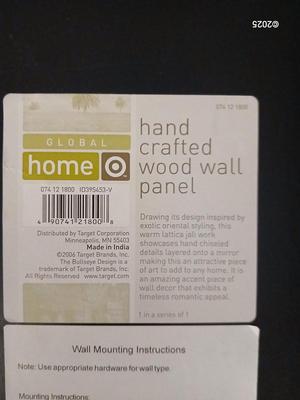 ©2025
074 12 1800
GLOBAL
home
hand
crafted
wood wall
panel
074 12 1800 ID395453-V
4 90741 21800 8
Distributed by Target Corporation
Minneapolis, MN 55403
Made in India
©2006 Target Brands, Inc.
The Bullseye Design is a
trademark of Target Brands, Inc.
All Rights Reserved www.target.com
Drawing its design inspired by
exotic oriental styling, this
warm lattica jali work
showcases hand chiseled
details layered onto a mirror
making this an attractive piece
of art to add to any home. It is
an amazing accent piece of
wall decor that exhibits a
timeless romantic appeal.
1 in a series of 1
Wall Mounting Instructions
Note: Use appropriate hardware for wall type.
Mounting Instructions: